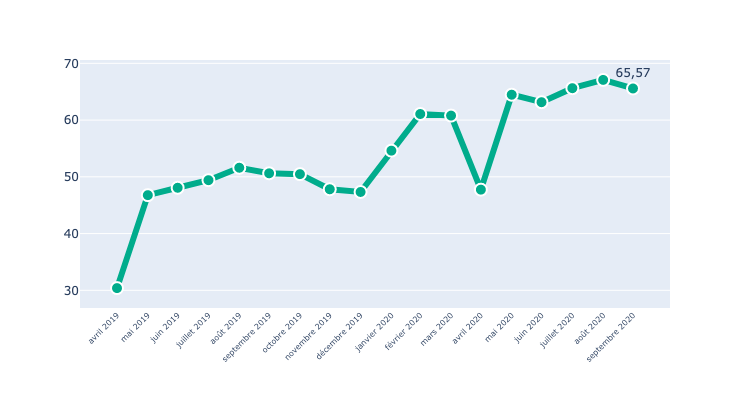 70
65,57
60
50
40
30
avril 2019
mai 2019
juin 2019
juillet 2019
août 2019
septembre 2019
octobre 2019
novembre 2019
décembre 2019
janvier 2020
février 2020
mars 2020
avril 2020
mai 2020
juin 2020
juillet 2020
août 2020
septembre 2020